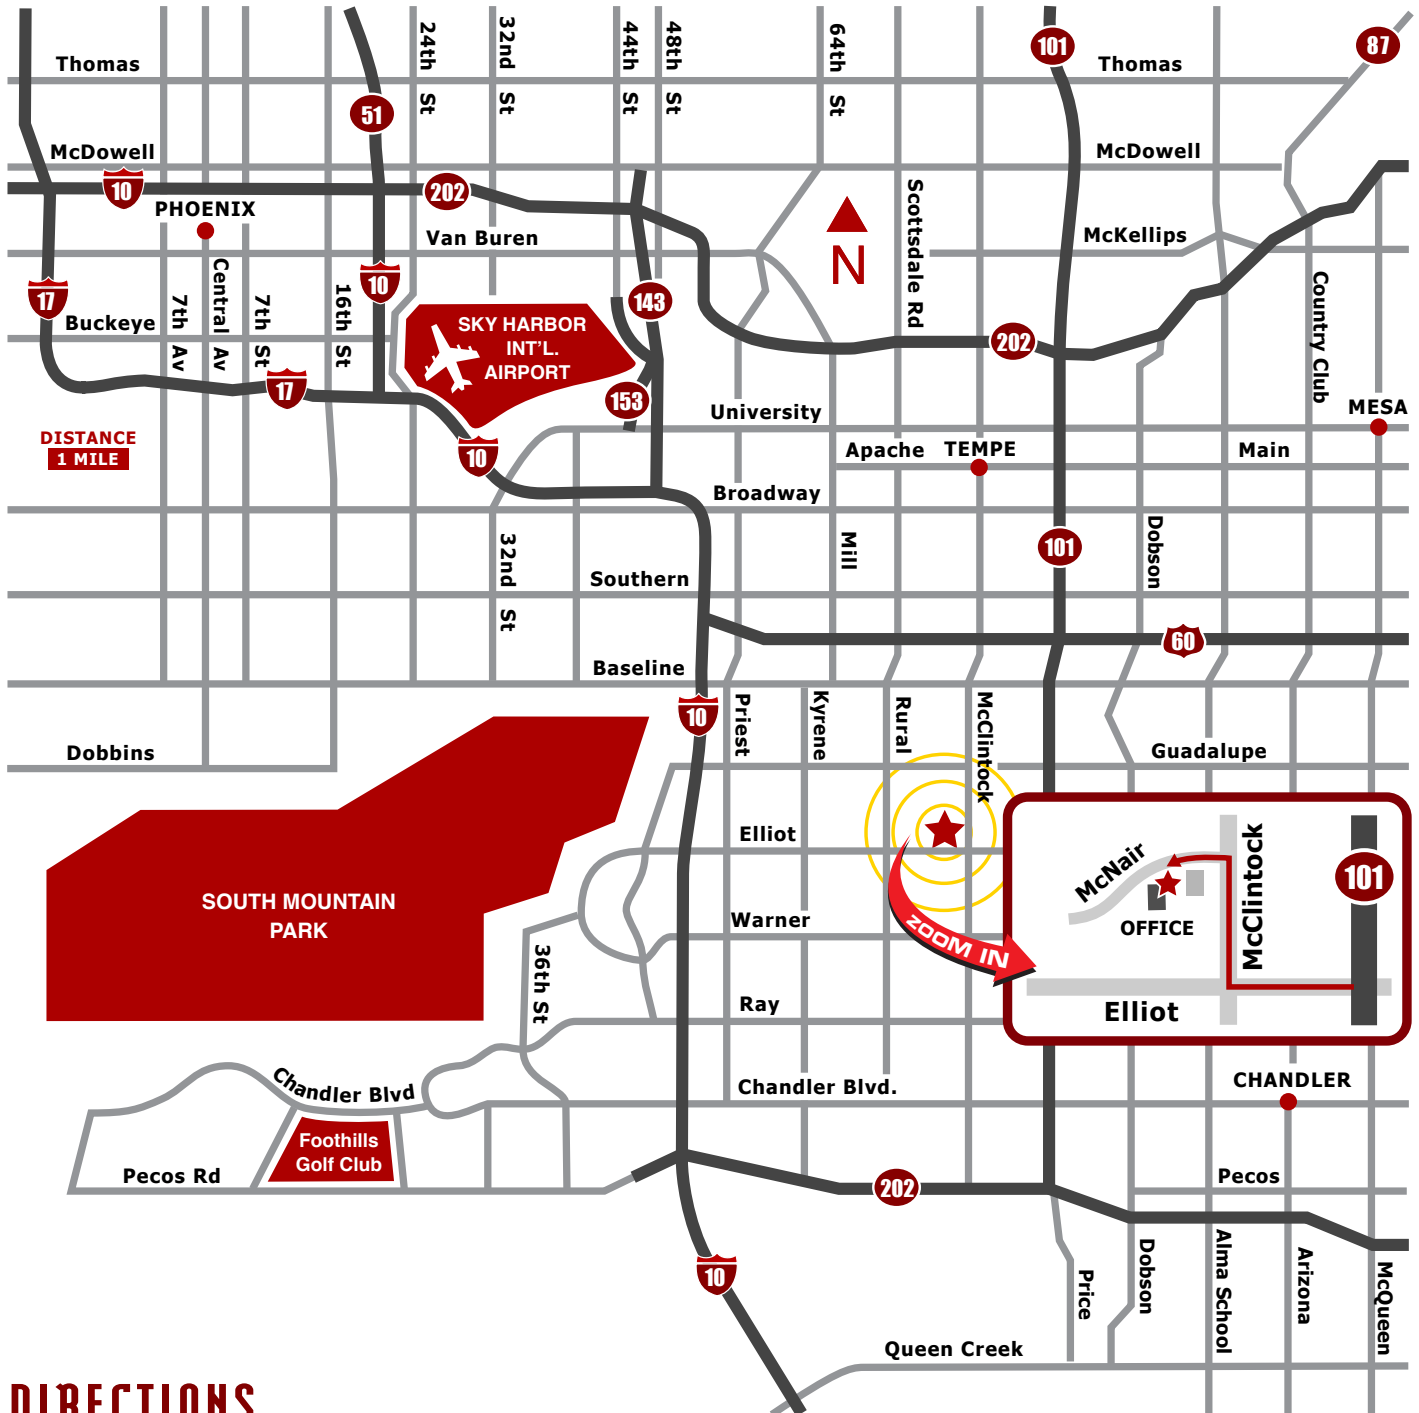 24th St
32nd St
44th St
48th St
64th St
101
87
Thomas
Thomas
51
McDowell
McDowell
10
202
PHOENIX
Van Buren
McKellips
N
Scottsdale Rd
17
10
143
Central Av
7th Av
7th St
16th St
Country Club
Buckeye
SKY HARBOR
INT'L.
AIRPORT
202
17
153
University
MESA
DISTANCE
1 MILE
10
Apache
TEMPE
Main
Broadway
32nd St
Mill
101
Dobson
Southern
60
Baseline
10
Priest
Kyrene
Rural
McClintock
Dobbins
Guadalupe
Elliot
SOUTH MOUNTAIN
PARK
Warner
ZOOM IN
McNair
OFFICE
McClintock
101
Elliot
36th St
Ray
Chandler Blvd
Chandler Blvd.
CHANDLER
Foothills
Golf Club
Pecos Rd
202
Pecos
10
Price
Dobson
Alma School
Arizona
McQueen
Queen Creek
DIRECTIONS